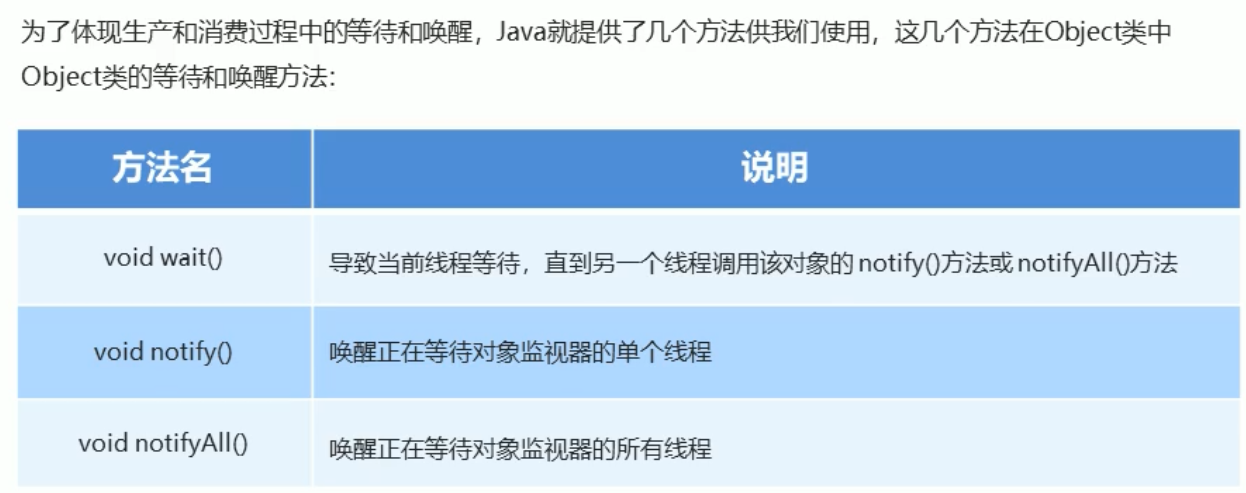 为了体现生产和消费过程中的等待和唤醒，Java就提供了几个方法供我们使用，这几个方法在Object类中
Object类的等待和唤醒方法：
方法名 说明
void wait() 导致当前线程等待，直到另一个线程调用该对象的 notify()方法或 notifyAll()方法
void notify() 唤醒正在等待对象监视器的单个线程
void notifyAll() 唤醒正在等待对象监视器的所有线程